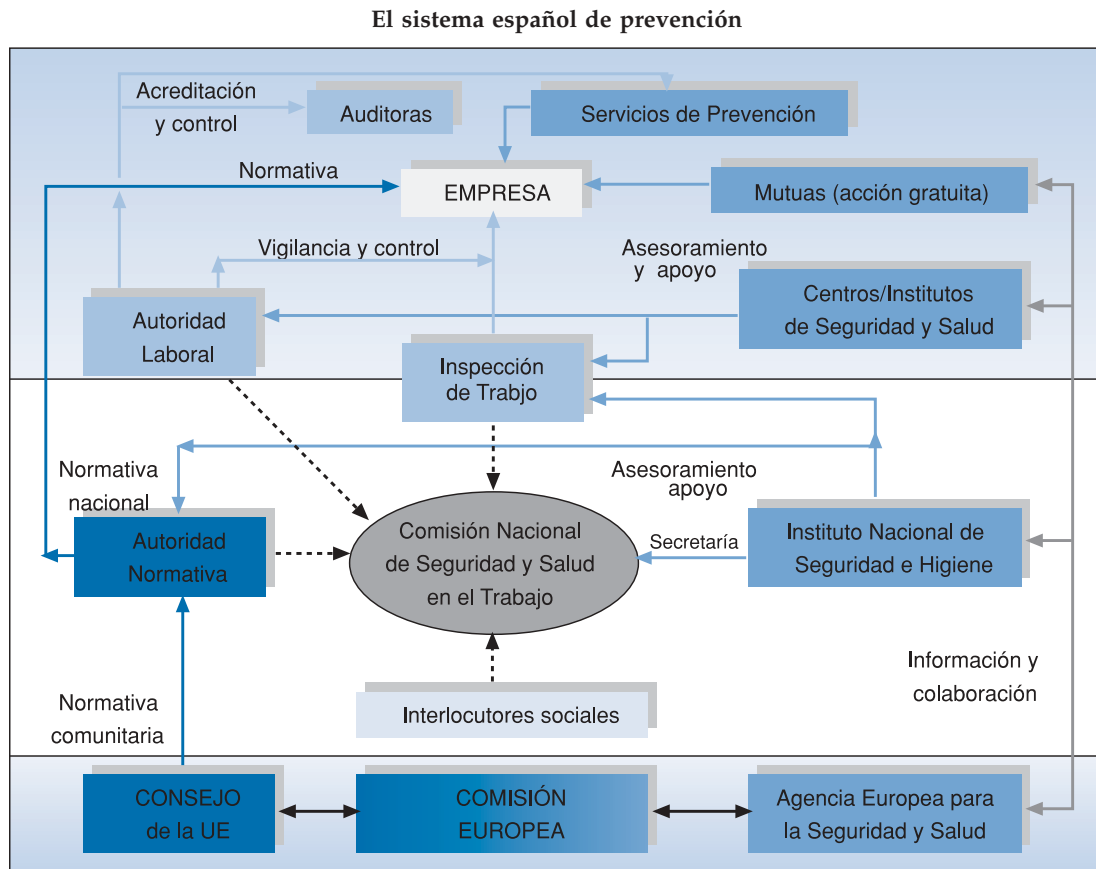 El sistema español de prevención
Acreditación
y control
Auditoras
Servicios de Prevención
Normativa
EMPRESA
Mutuas (acción gratuita)
Vigilancia y control
Asesoramiento
y apoyo
Autoridad
Laboral
Centros/Institutos
de Seguridad y Salud
Inspección
de Trabjo
Normativa
nacional
Asesoramiento
apoyo
Autoridad
Normativa
Comisión Nacional
de Seguridad y Salud
en el Trabajo
Secretaría
Instituto Nacional de
Seguridad e Higiene
Información y
colaboración
Interlocutores sociales
Normativa
comunitaria
CONSEJO
de la UE
COMISIÓN
EUROPEA
Agencia Europea para
la Seguridad y Salud